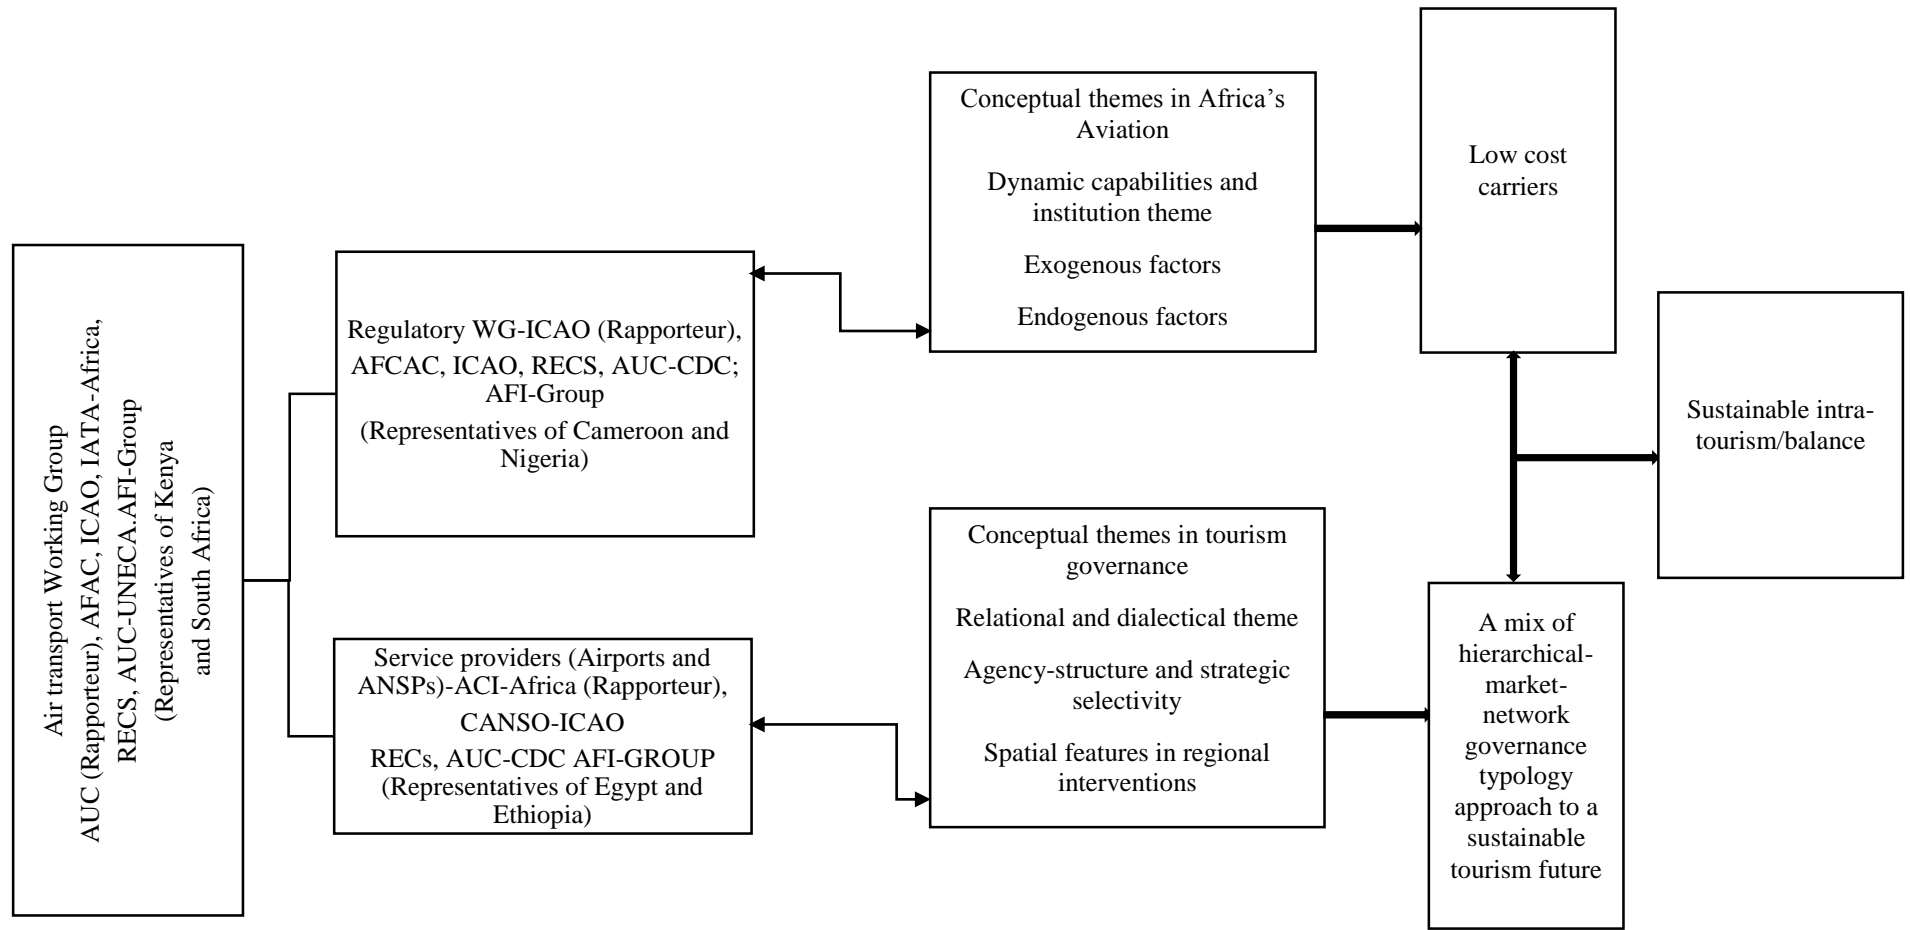 Air transport Working Group
AUC (Rapporteur), AFAC, ICAO, IATA-Africa,
RECS, AUC-UNECA.AFI-Group
(Representatives of Kenya
and South Africa)
Regulatory WG-ICAO (Rapporteur),
AFCAC, ICAO, RECS, AUC-CDC;
AFI-Group
(Representatives of Cameroon and
Nigeria)
Service providers (Airports and
ANSPs)-ACI-Africa (Rapporteur),
CANSO-ICAO
RECs, AUC-CDC AFI-GROUP
(Representatives of Egypt and
Ethiopia)
Conceptual themes in Africa’s
Aviation
Dynamic capabilities and
institution theme
Exogenous factors
Endogenous factors
Conceptual themes in tourism
governance
Relational and dialectical theme
Agency-structure and strategic
selectivity
Spatial features in regional
interventions
Low cost
carriers
A mix of
hierarchical-
market-
network
governance
typology
approach to a
sustainable
tourism future
Sustainable intra-
tourism/balance